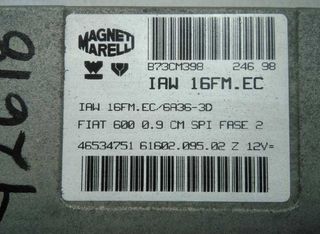 MAGNETI
MARELLI
B73CM398 246 98
IAW 16FM.EC
IAW 16FM.EC/6A36-3D
FIAT 600 0.9 CM SPI FASE 2
46534751 61602.095.02 Z 12V=